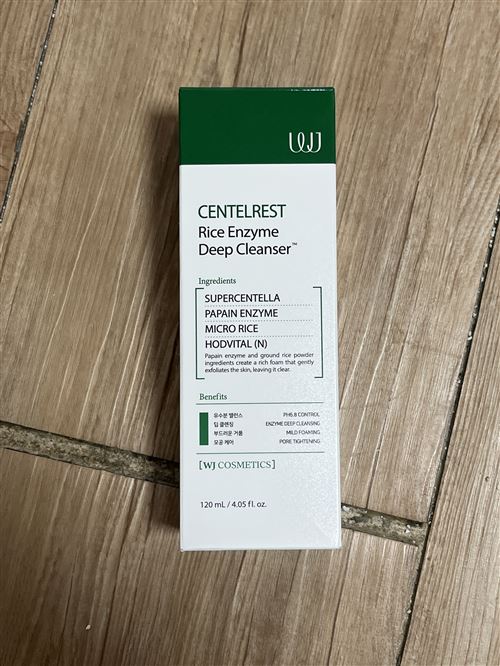 WJ
CENTELREST
Rice Enzyme
Deep Cleanser™
Ingredients
SUPERCENTELLA
PAPAIN ENZYME
MICRO RICE
HODVITAL (N)
Papain enzyme and ground rice powder
ingredients create a rich foam that gently
exfoliates the skin, leaving it clear.
Benefits
유수분 밸런스 PH6.8 CONTROL
딥 클렌징 ENZYME DEEP CLEANSING
부드러운 거품 MILD FOAMING
모공 케어 PORE TIGHTENING
[WJ COSMETICS]
120 mL / 4.05 fl. oz.